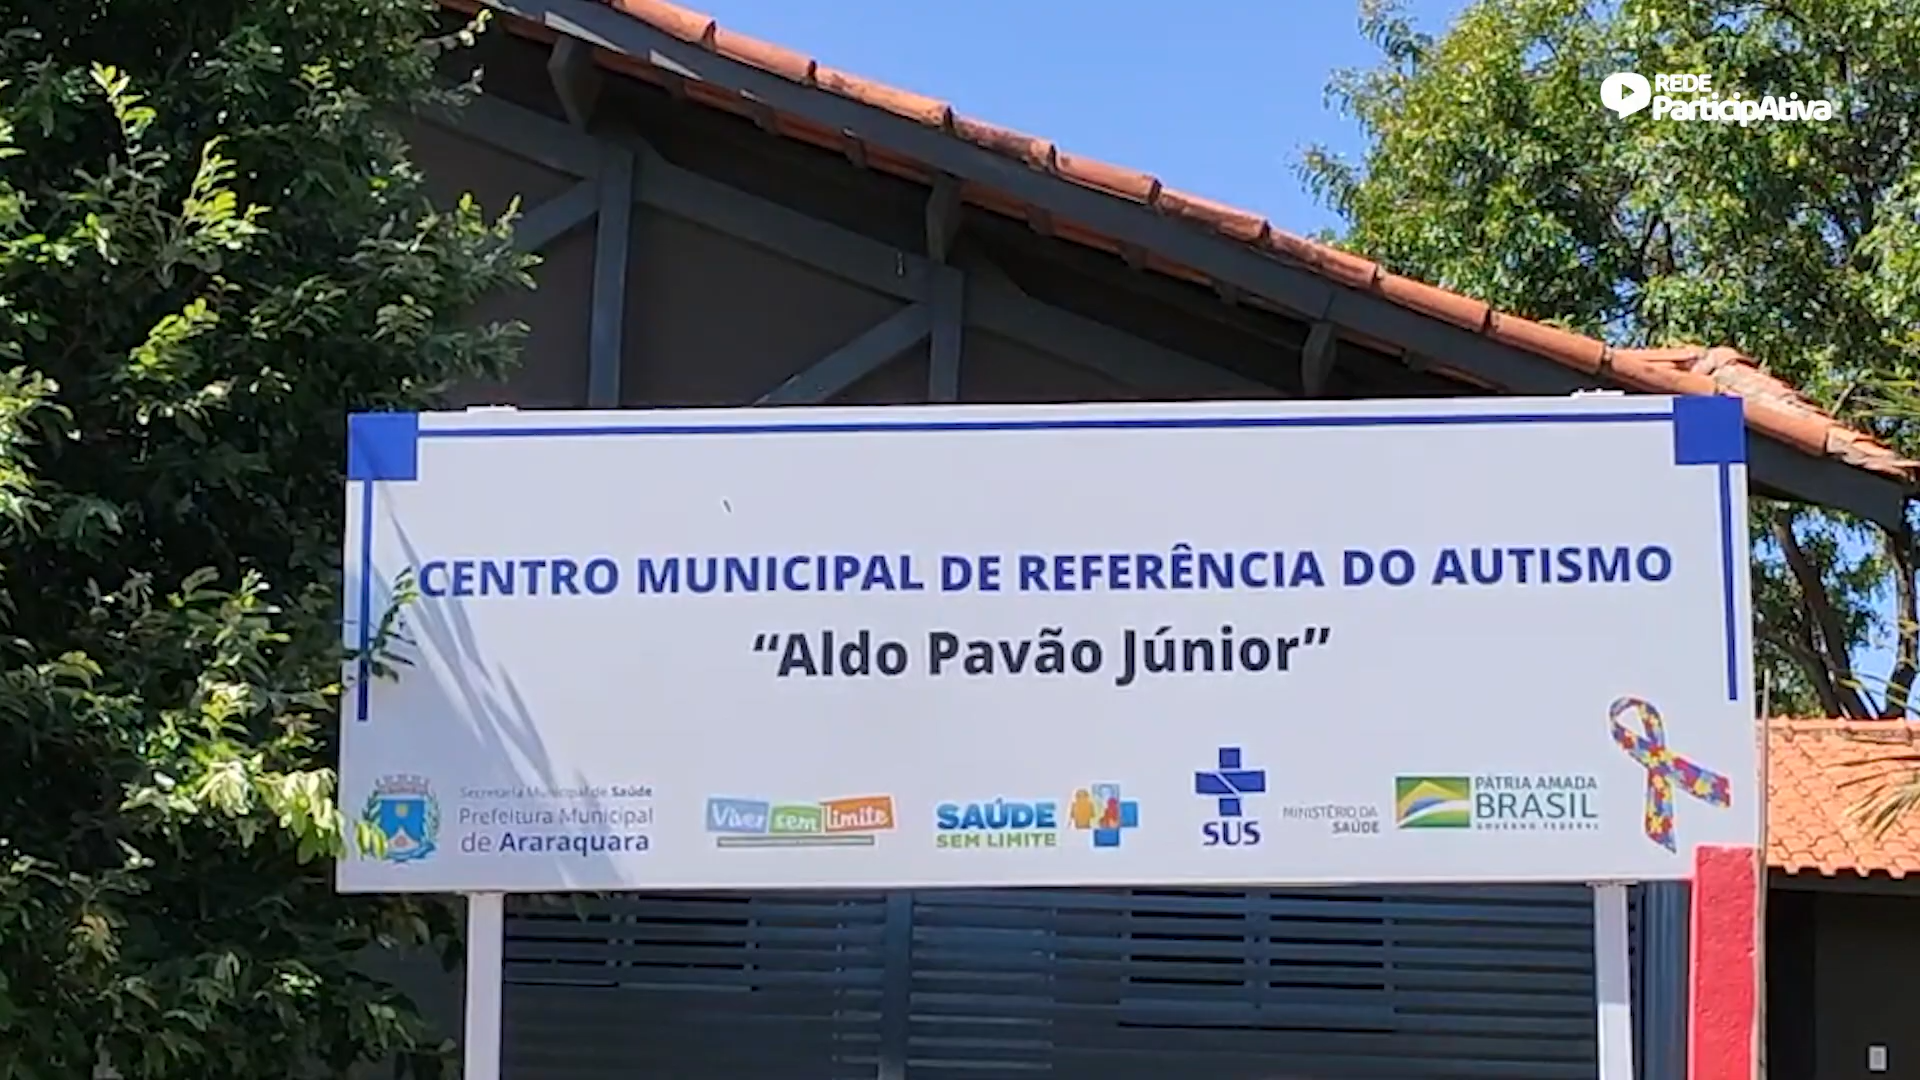 REDE
ParticipAtiva
CENTRO MUNICIPAL DE REFERÊNCIA DO AUTISMO
“Aldo Pavão Júnior”
Secretaria Municipal de Saúde
Prefeitura Municipal
de Araraquara
Viver sem limite
SAÚDE
SEM LIMITE
SUS
MINISTÉRIO DA
SAÚDE
PÁTRIA AMADA
BRASIL
GOVERNO FEDERAL